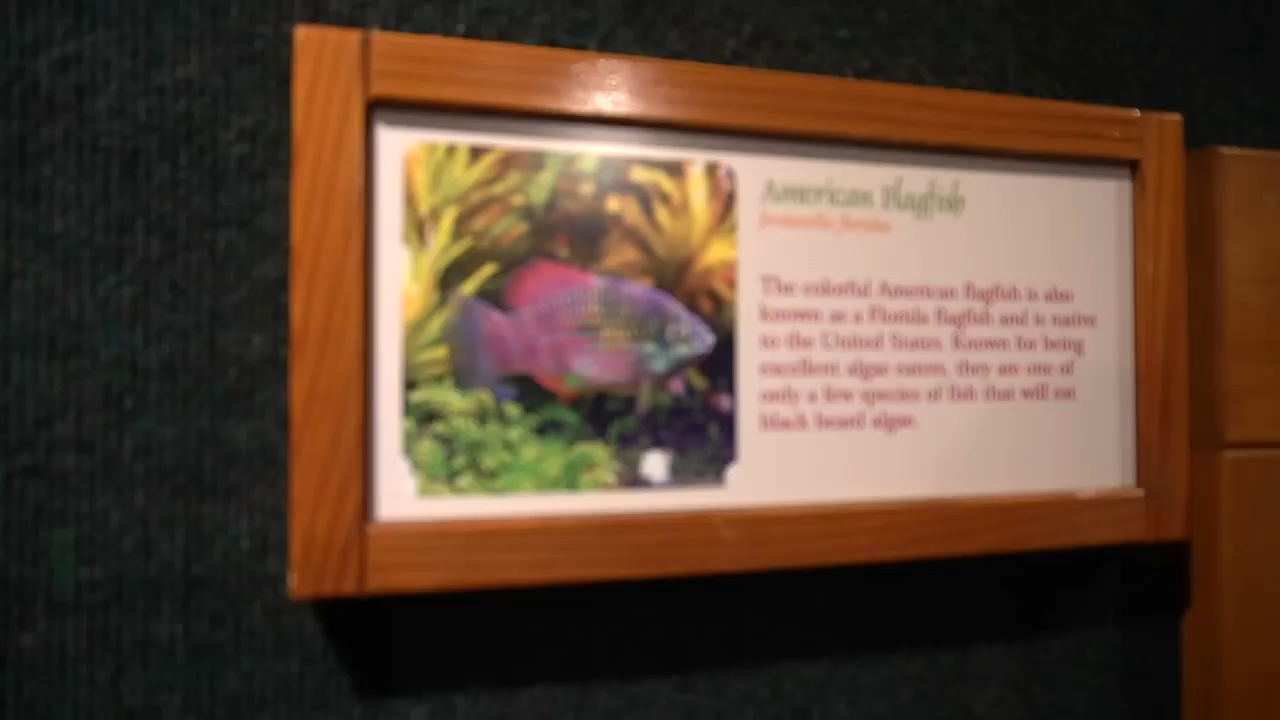 American Flagfish
Jordanella floridae
The colorful American flagfish is also
known as a Florida flagfish and is native
to the United States. Known for being
excellent algae eaters, they are one of
only a few species of fish that will eat
black beard algae.